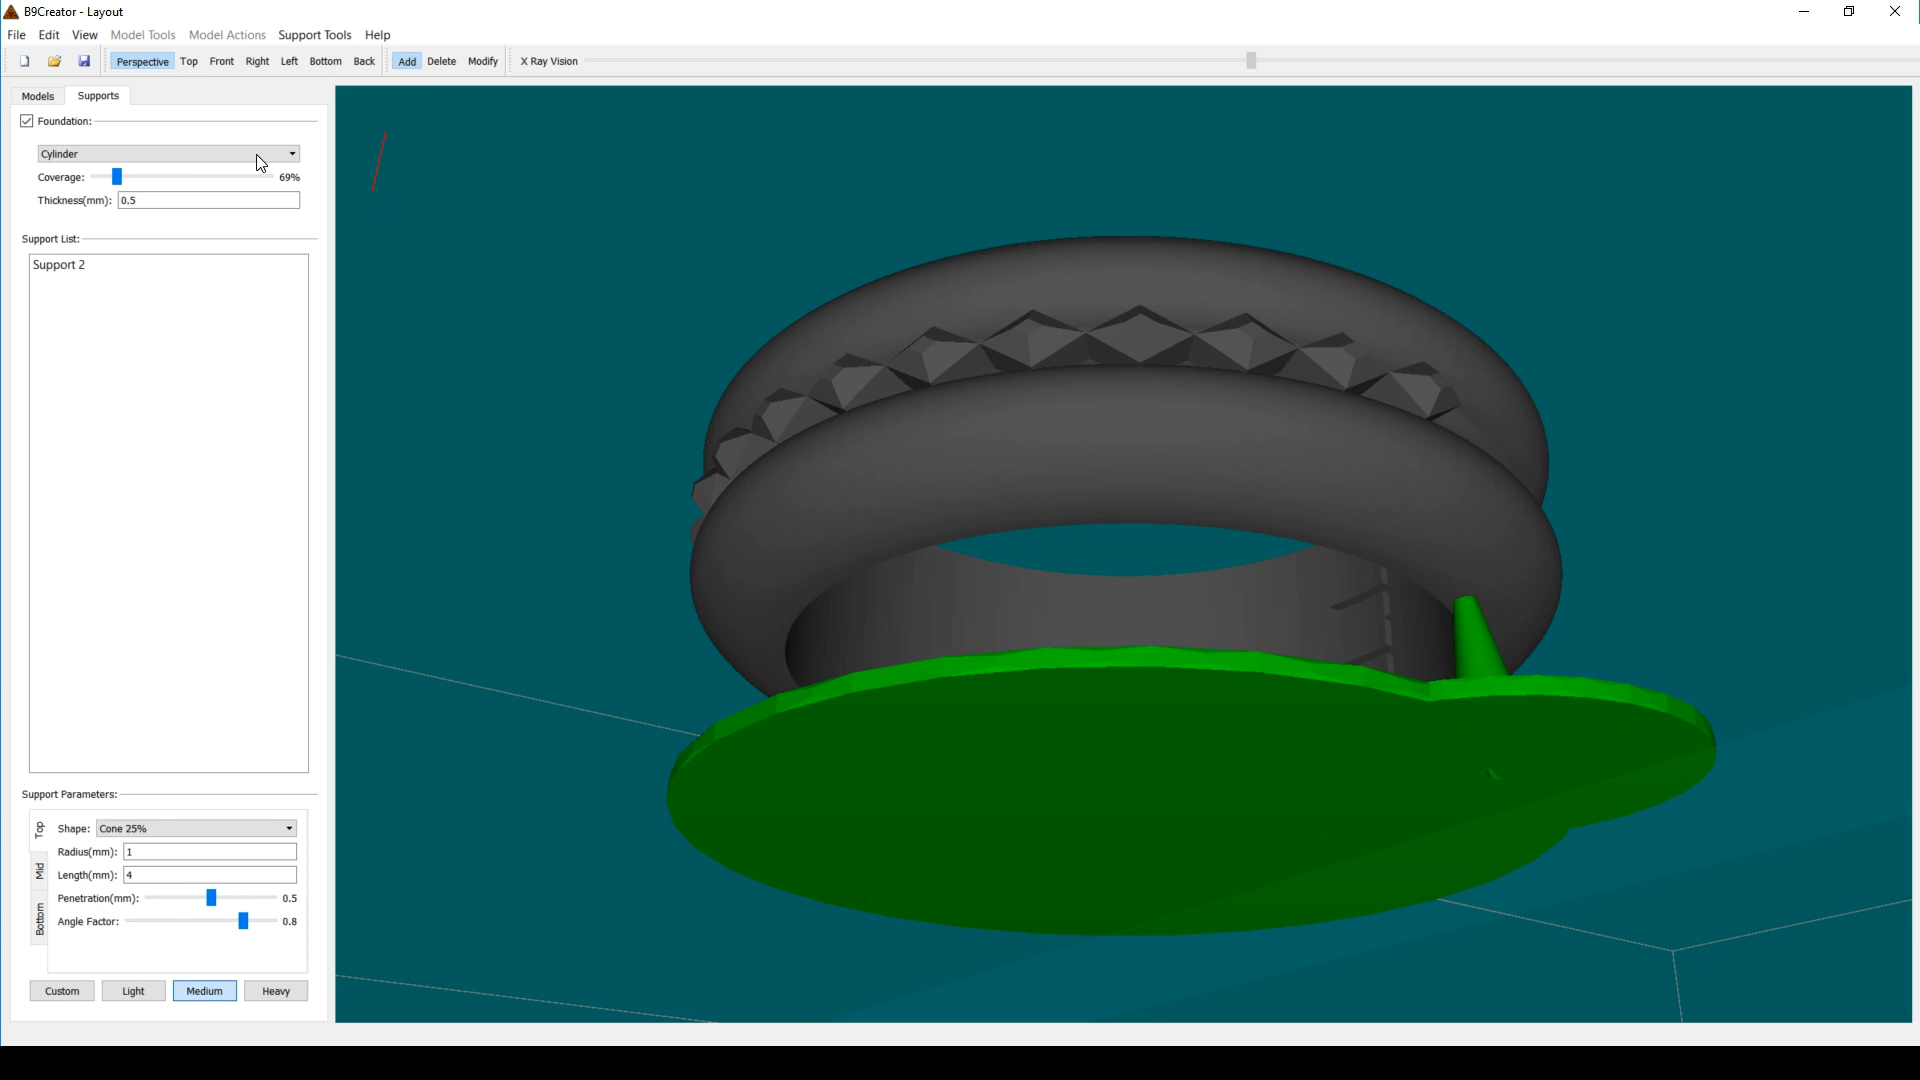 B9Creator - Layout
File Edit View Model Tools Model Actions Support Tools Help
Perspective Top Front Right Left Bottom Back Add Delete Modify X Ray Vision
Models Supports
Foundation:
Cylinder
Coverage: 69%
Thickness(mm): 0.5
Support List:
Support 2
Support Parameters:
Top
Mid
Bottom
Shape: Cone 25%
Radius(mm): 1
Length(mm): 4
Penetration(mm): 0.5
Angle Factor: 0.8
Custom Light Medium Heavy